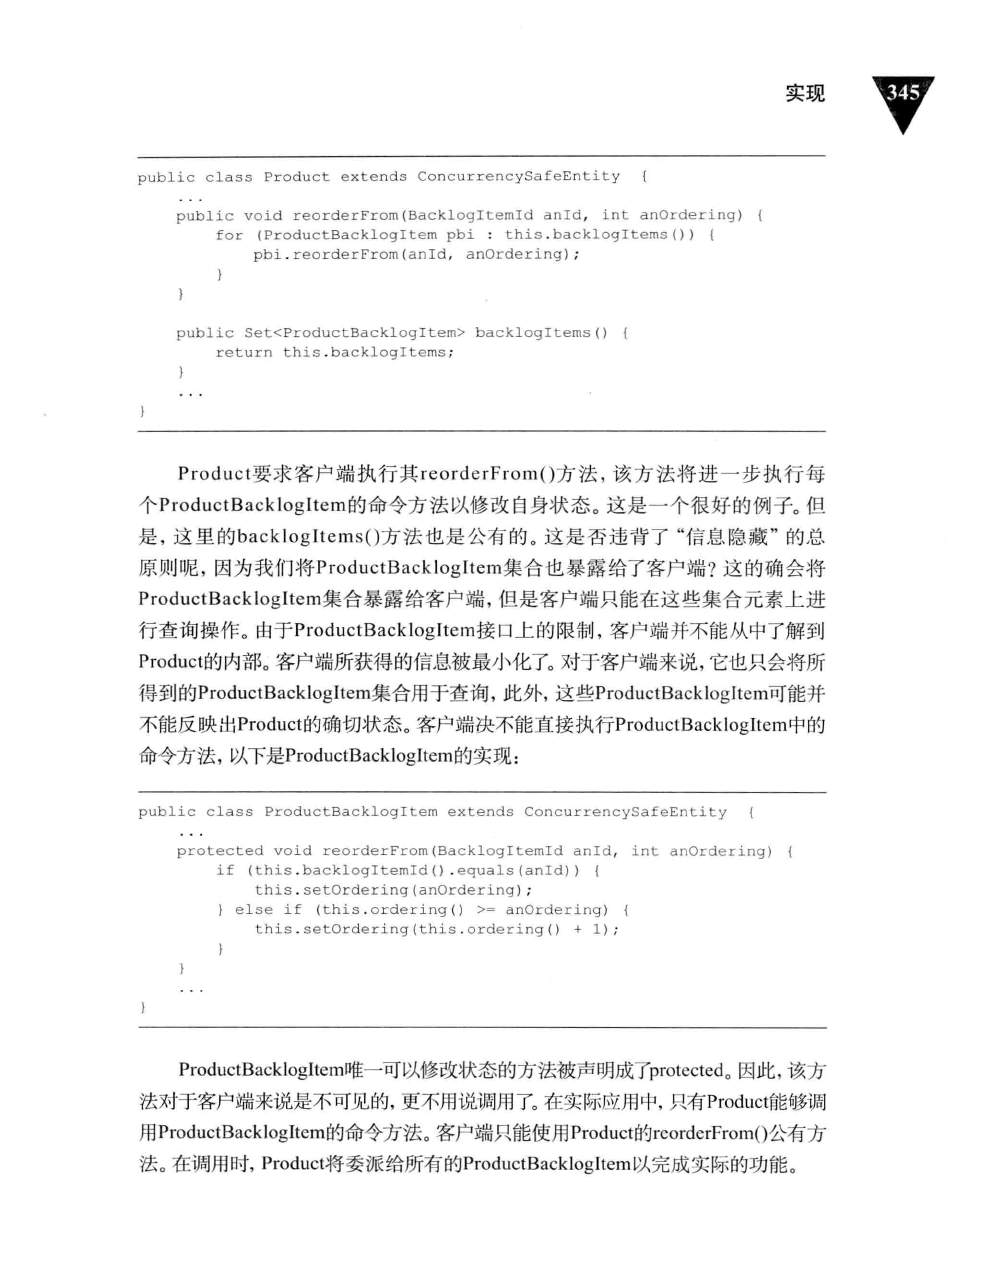 实现
345
public class Product extends ConcurrencySafeEntity {
...
public void reorderFrom(BacklogItemId anId, int anOrdering) {
for (ProductBacklogItem pbi : this.backlogItems()) {
pbi.reorderFrom(anId, anOrdering);
}
}
public Set<ProductBacklogItem> backlogItems() {
return this.backlogItems;
}
...
}
Product要求客户端执行其reorderFrom()方法,该方法将进一步执行每
个ProductBacklogItem的命令方法以修改自身状态。这是一个很好的例子。但
是,这里的backlogItems()方法也是公有的。这是否违背了“信息隐藏”的总
原则呢,因为我们将ProductBacklogItem集合也暴露给了客户端?这的确会将
ProductBacklogItem集合暴露给客户端,但是客户端只能在这些集合元素上进
行查询操作。由于ProductBacklogItem接口上的限制,客户端并不能从中了解到
Product的内部。客户端所获得的信息被最小化了。对于客户端来说,它也只会将所
得到的ProductBacklogItem集合用于查询,此外,这些ProductBacklogItem可能并
不能反映出Product的确切状态。客户端决不能直接执行ProductBacklogItem中的
命令方法,以下是ProductBacklogItem的实现:
public class ProductBacklogItem extends ConcurrencySafeEntity {
...
protected void reorderFrom(BacklogItemId anId, int anOrdering) {
if (this.backlogItemId().equals(anId)) {
this.setOrdering(anOrdering);
} else if (this.ordering() >= anOrdering) {
this.setOrdering(this.ordering() + 1);
}
}
...
}
ProductBacklogItem唯一可以修改状态的方法被声明成了protected。因此,该方
法对于客户端来说是不可见的,更不用说调用了。在实际应用中,只有Product能够调
用ProductBacklogItem的命令方法。客户端只能使用Product的reorderFrom()公有方
法。在调用时,Product将委派给所有的ProductBacklogItem以完成实际的功能。